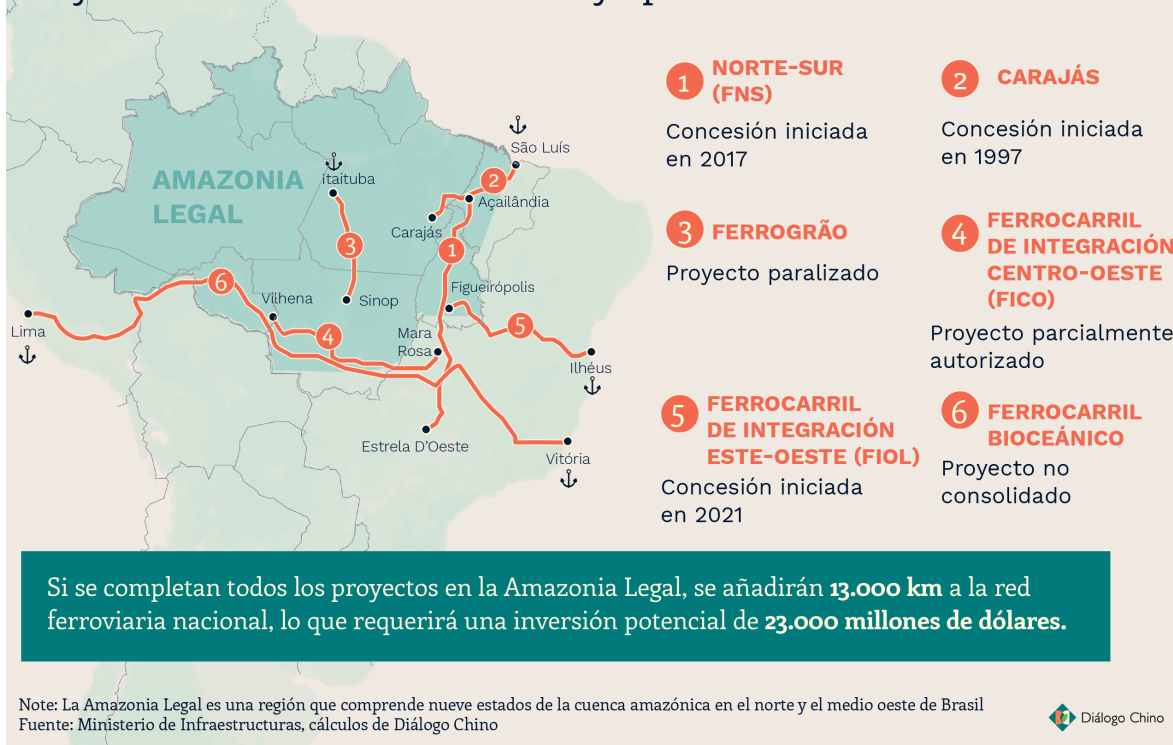 1
NORTE-SUR
(FNS)
Concesión iniciada
en 2017
2
CARAJÁS
Concesión iniciada
en 1997
3
FERROGRÃO
Proyecto paralizado
4
FERROCARRIL
DE INTEGRACIÓN
CENTRO-OESTE
(FICO)
Proyecto parcialmente
autorizado
5
FERROCARRIL
DE INTEGRACIÓN
ESTE-OESTE (FIOL)
Concesión iniciada
en 2021
6
FERROCARRIL
BIOCEÁNICO
Proyecto no
consolidado
AMAZONIA
LEGAL
São Luís
Itaituba
2
Açailândia
Carajás
3
1
6
Vilhena
Sinop
Figueirópolis
Lima
4
Mara
Rosa
5
Ilhéus
Estrela D'Oeste
Vitória
Si se completan todos los proyectos en la Amazonia Legal, se añadirán 13.000 km a la red
ferroviaria nacional, lo que requerirá una inversión potencial de 23.000 millones de dólares.
Note: La Amazonia Legal es una región que comprende nueve estados de la cuenca amazónica en el norte y el medio oeste de Brasil
Fuente: Ministerio de Infraestructuras, cálculos de Diálogo Chino
Diálogo Chino